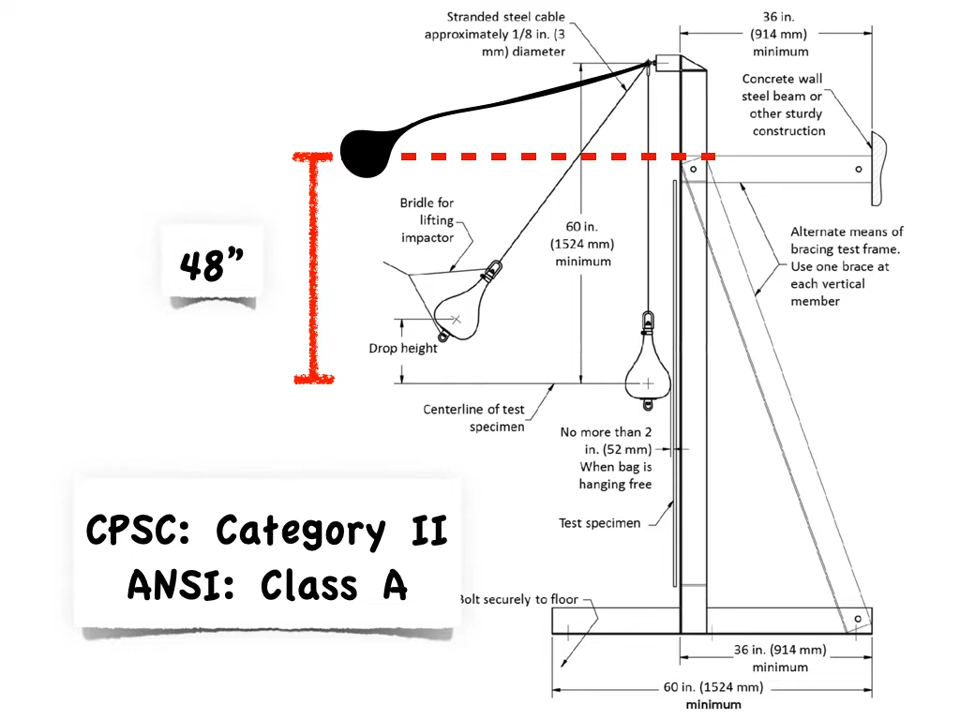 Stranded steel cable
approximately 1/8 in. (3
mm) diameter
36 in.
(914 mm)
minimum
Concrete wall
steel beam or
other sturdy
construction
48”
Bridle for
lifting
impactor
60 in.
(1524 mm)
minimum
Alternate means of
bracing test frame.
Use one brace at
each vertical
member
Drop height
Centerline of test
specimen
No more than 2
in. (52 mm)
When bag is
hanging free
Test specimen
CPSC: Category II
ANSI: Class A
Bolt securely to floor
36 in. (914 mm)
minimum
60 in. (1524 mm)
minimum